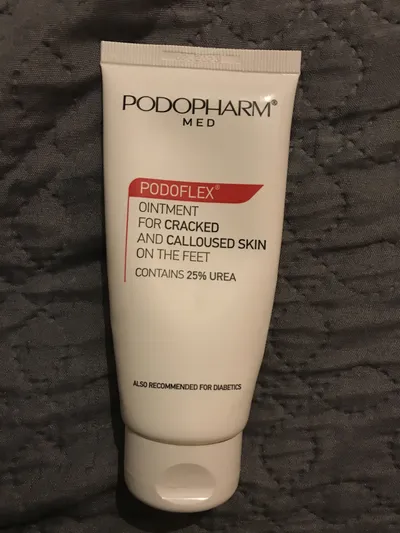 PODOPHARM®
MED
PODOFLEX®
OINTMENT
FOR CRACKED
AND CALLOUSED SKIN
ON THE FEET
CONTAINS 25% UREA
ALSO RECOMMENDED FOR DIABETICS